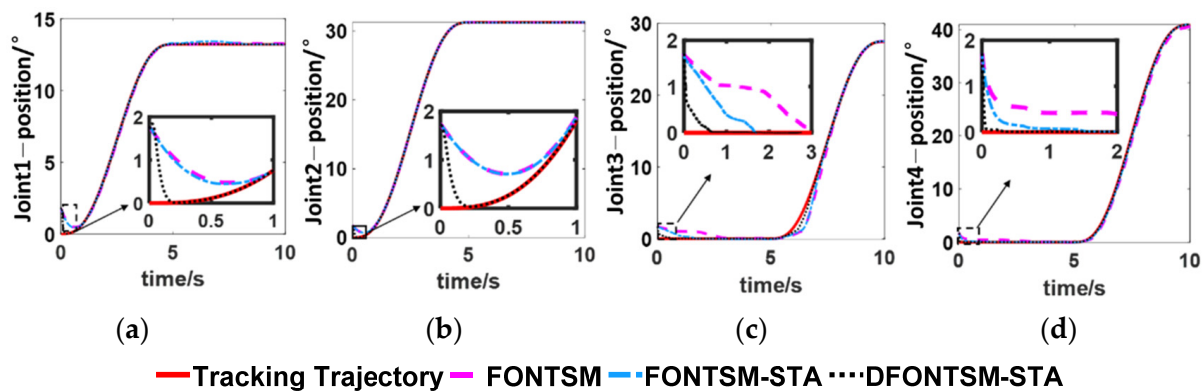 15
10
5
0
Joint1−position/°
2
1
0
0 0.5 1
0 5 10
time/s
(a)
30
20
10
0
Joint2−position/°
2
1
0
0 0.5 1
0 5 10
time/s
(b)
30
20
10
0
Joint3−position/°
2
1
0
0 1 2 3
0 5 10
time/s
(c)
40
30
20
10
0
Joint4−position/°
2
1
0
0 1 2
0 5 10
time/s
(d)
Tracking Trajectory FONTSM FONTSM-STA DFONTSM-STA